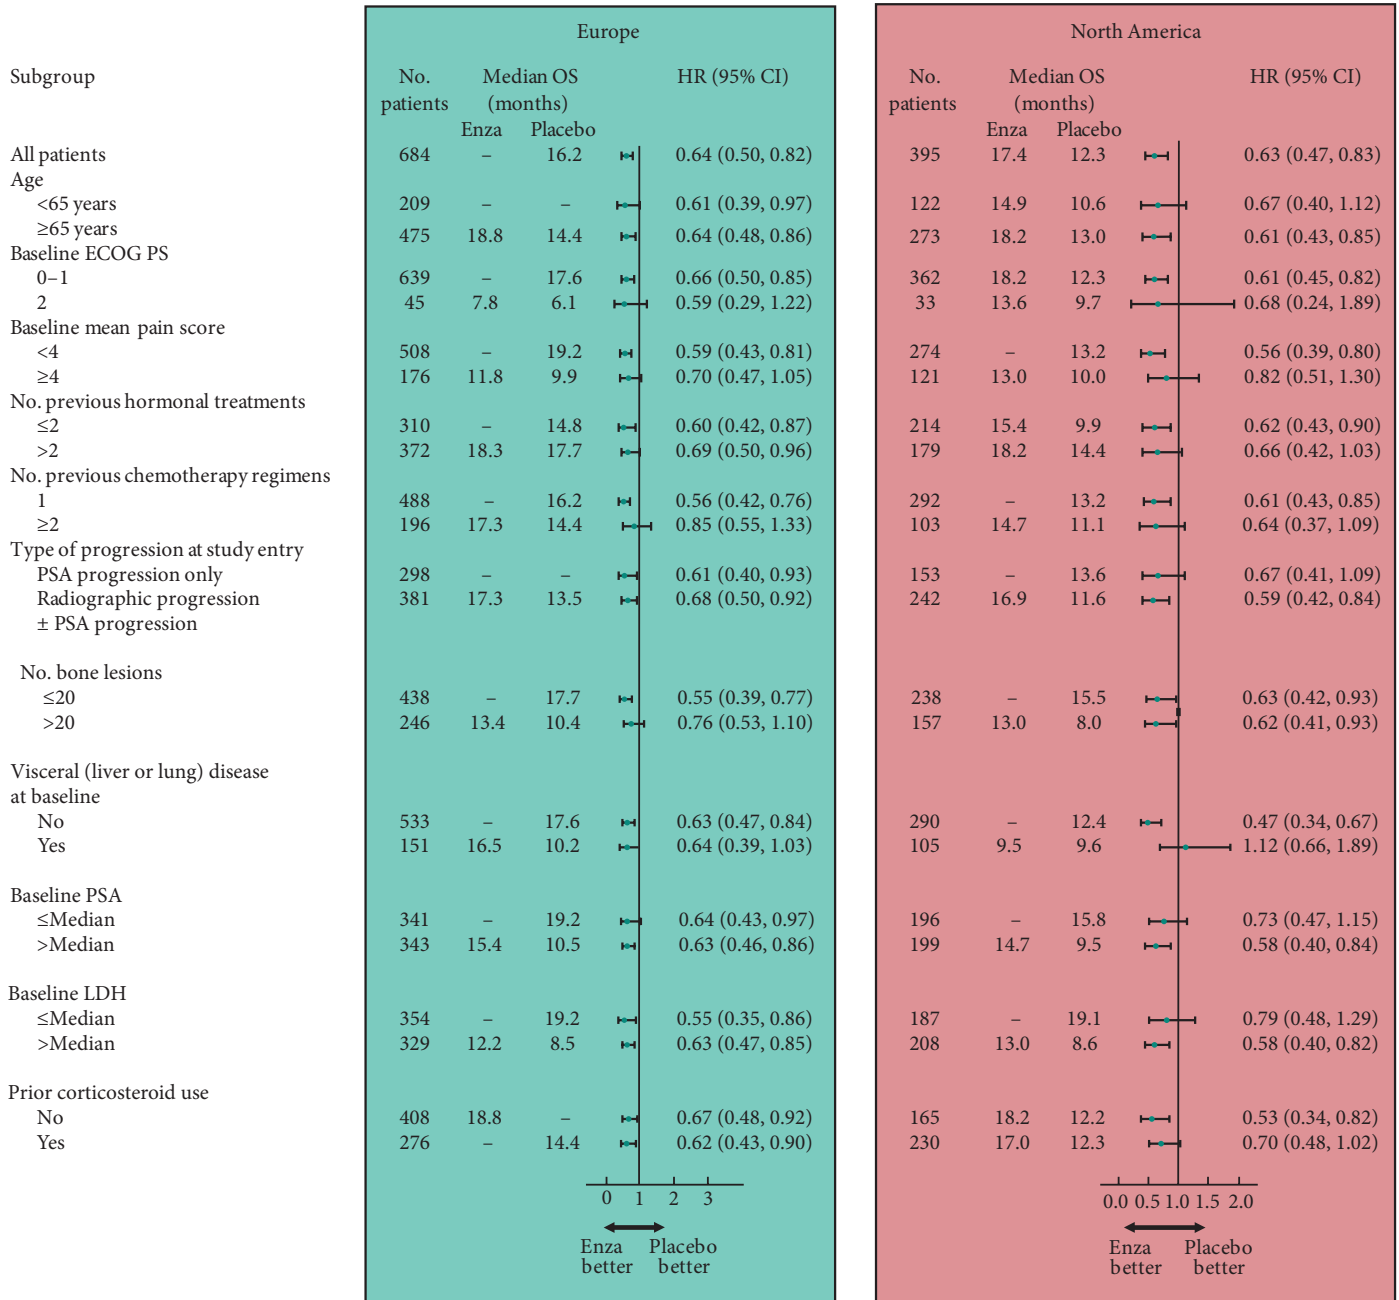 Europe North America
Subgroup No. Median OS HR (95% CI) No. Median OS HR (95% CI)
patients (months) patients (months)
Enza Placebo Enza Placebo
All patients 684 – 16.2 0.64 (0.50, 0.82) 395 17.4 12.3 0.63 (0.47, 0.83)
Age
<65 years 209 – – 0.61 (0.39, 0.97) 122 14.9 10.6 0.67 (0.40, 1.12)
≥65 years 475 18.8 14.4 0.64 (0.48, 0.86) 273 18.2 13.0 0.61 (0.43, 0.85)
Baseline ECOG PS
0–1 639 – 17.6 0.66 (0.50, 0.85) 362 18.2 12.3 0.61 (0.45, 0.82)
2 45 7.8 6.1 0.59 (0.29, 1.22) 33 13.6 9.7 0.68 (0.24, 1.89)
Baseline mean pain score
<4 508 – 19.2 0.59 (0.43, 0.81) 274 – 13.2 0.56 (0.39, 0.80)
≥4 176 11.8 9.9 0.70 (0.47, 1.05) 121 13.0 10.0 0.82 (0.51, 1.30)
No. previous hormonal treatments
≤2 310 – 14.8 0.60 (0.42, 0.87) 214 15.4 9.9 0.62 (0.43, 0.90)
>2 372 18.3 17.7 0.69 (0.50, 0.96) 179 18.2 14.4 0.66 (0.42, 1.03)
No. previous chemotherapy regimens
1 488 – 16.2 0.56 (0.42, 0.76) 292 – 13.2 0.61 (0.43, 0.85)
≥2 196 17.3 14.4 0.85 (0.55, 1.33) 103 14.7 11.1 0.64 (0.37, 1.09)
Type of progression at study entry
PSA progression only 298 – – 0.61 (0.40, 0.93) 153 – 13.6 0.67 (0.41, 1.09)
Radiographic progression 381 17.3 13.5 0.68 (0.50, 0.92) 242 16.9 11.6 0.59 (0.42, 0.84)
± PSA progression
No. bone lesions
≤20 438 – 17.7 0.55 (0.39, 0.77) 238 – 15.5 0.63 (0.42, 0.93)
>20 246 13.4 10.4 0.76 (0.53, 1.10) 157 13.0 8.0 0.62 (0.41, 0.93)
Visceral (liver or lung) disease
at baseline
No 533 – 17.6 0.63 (0.47, 0.84) 290 – 12.4 0.47 (0.34, 0.67)
Yes 151 16.5 10.2 0.64 (0.39, 1.03) 105 9.5 9.6 1.12 (0.66, 1.89)
Baseline PSA
≤Median 341 – 19.2 0.64 (0.43, 0.97) 196 – 15.8 0.73 (0.47, 1.15)
>Median 343 15.4 10.5 0.63 (0.46, 0.86) 199 14.7 9.5 0.58 (0.40, 0.84)
Baseline LDH
≤Median 354 – 19.2 0.55 (0.35, 0.86) 187 – 19.1 0.79 (0.48, 1.29)
>Median 329 12.2 8.5 0.63 (0.47, 0.85) 208 13.0 8.6 0.58 (0.40, 0.82)
Prior corticosteroid use
No 408 18.8 – 0.67 (0.48, 0.92) 165 18.2 12.2 0.53 (0.34, 0.82)
Yes 276 – 14.4 0.62 (0.43, 0.90) 230 17.0 12.3 0.70 (0.48, 1.02)
0 1 2 3 0.0 0.5 1.0 1.5 2.0
Enza Placebo Enza Placebo
better better better better